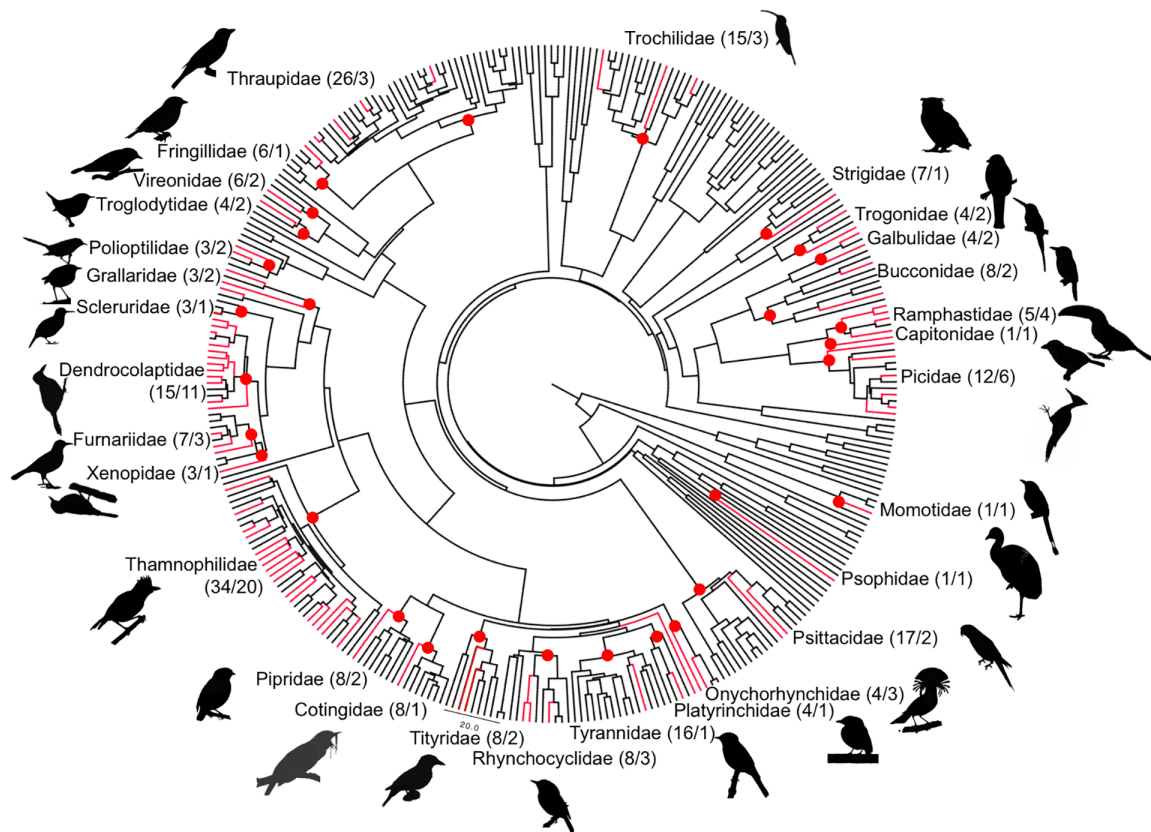 Trochilidae (15/3)
Thraupidae (26/3)
Fringillidae (6/1)
Vireonidae (6/2)
Troglodytidae (4/2)
Polioptilidae (3/2)
Grallaridae (3/2)
Scleruridae (3/1)
Dendrocolaptidae
(15/11)
Furnariidae (7/3)
Xenopidae (3/1)
Thamnophilidae
(34/20)
Pipridae (8/2)
Cotingidae (8/1)
20.0
Tityridae (8/2)
Rhynchocyclidae (8/3)
Tyrannidae (16/1)
Platyrinchidae (4/1)
Onychorhynchidae (4/3)
Psittacidae (17/2)
Psophidae (1/1)
Momotidae (1/1)
Picidae (12/6)
Capitonidae (1/1)
Ramphastidae (5/4)
Bucconidae (8/2)
Galbulidae (4/2)
Trogonidae (4/2)
Strigidae (7/1)